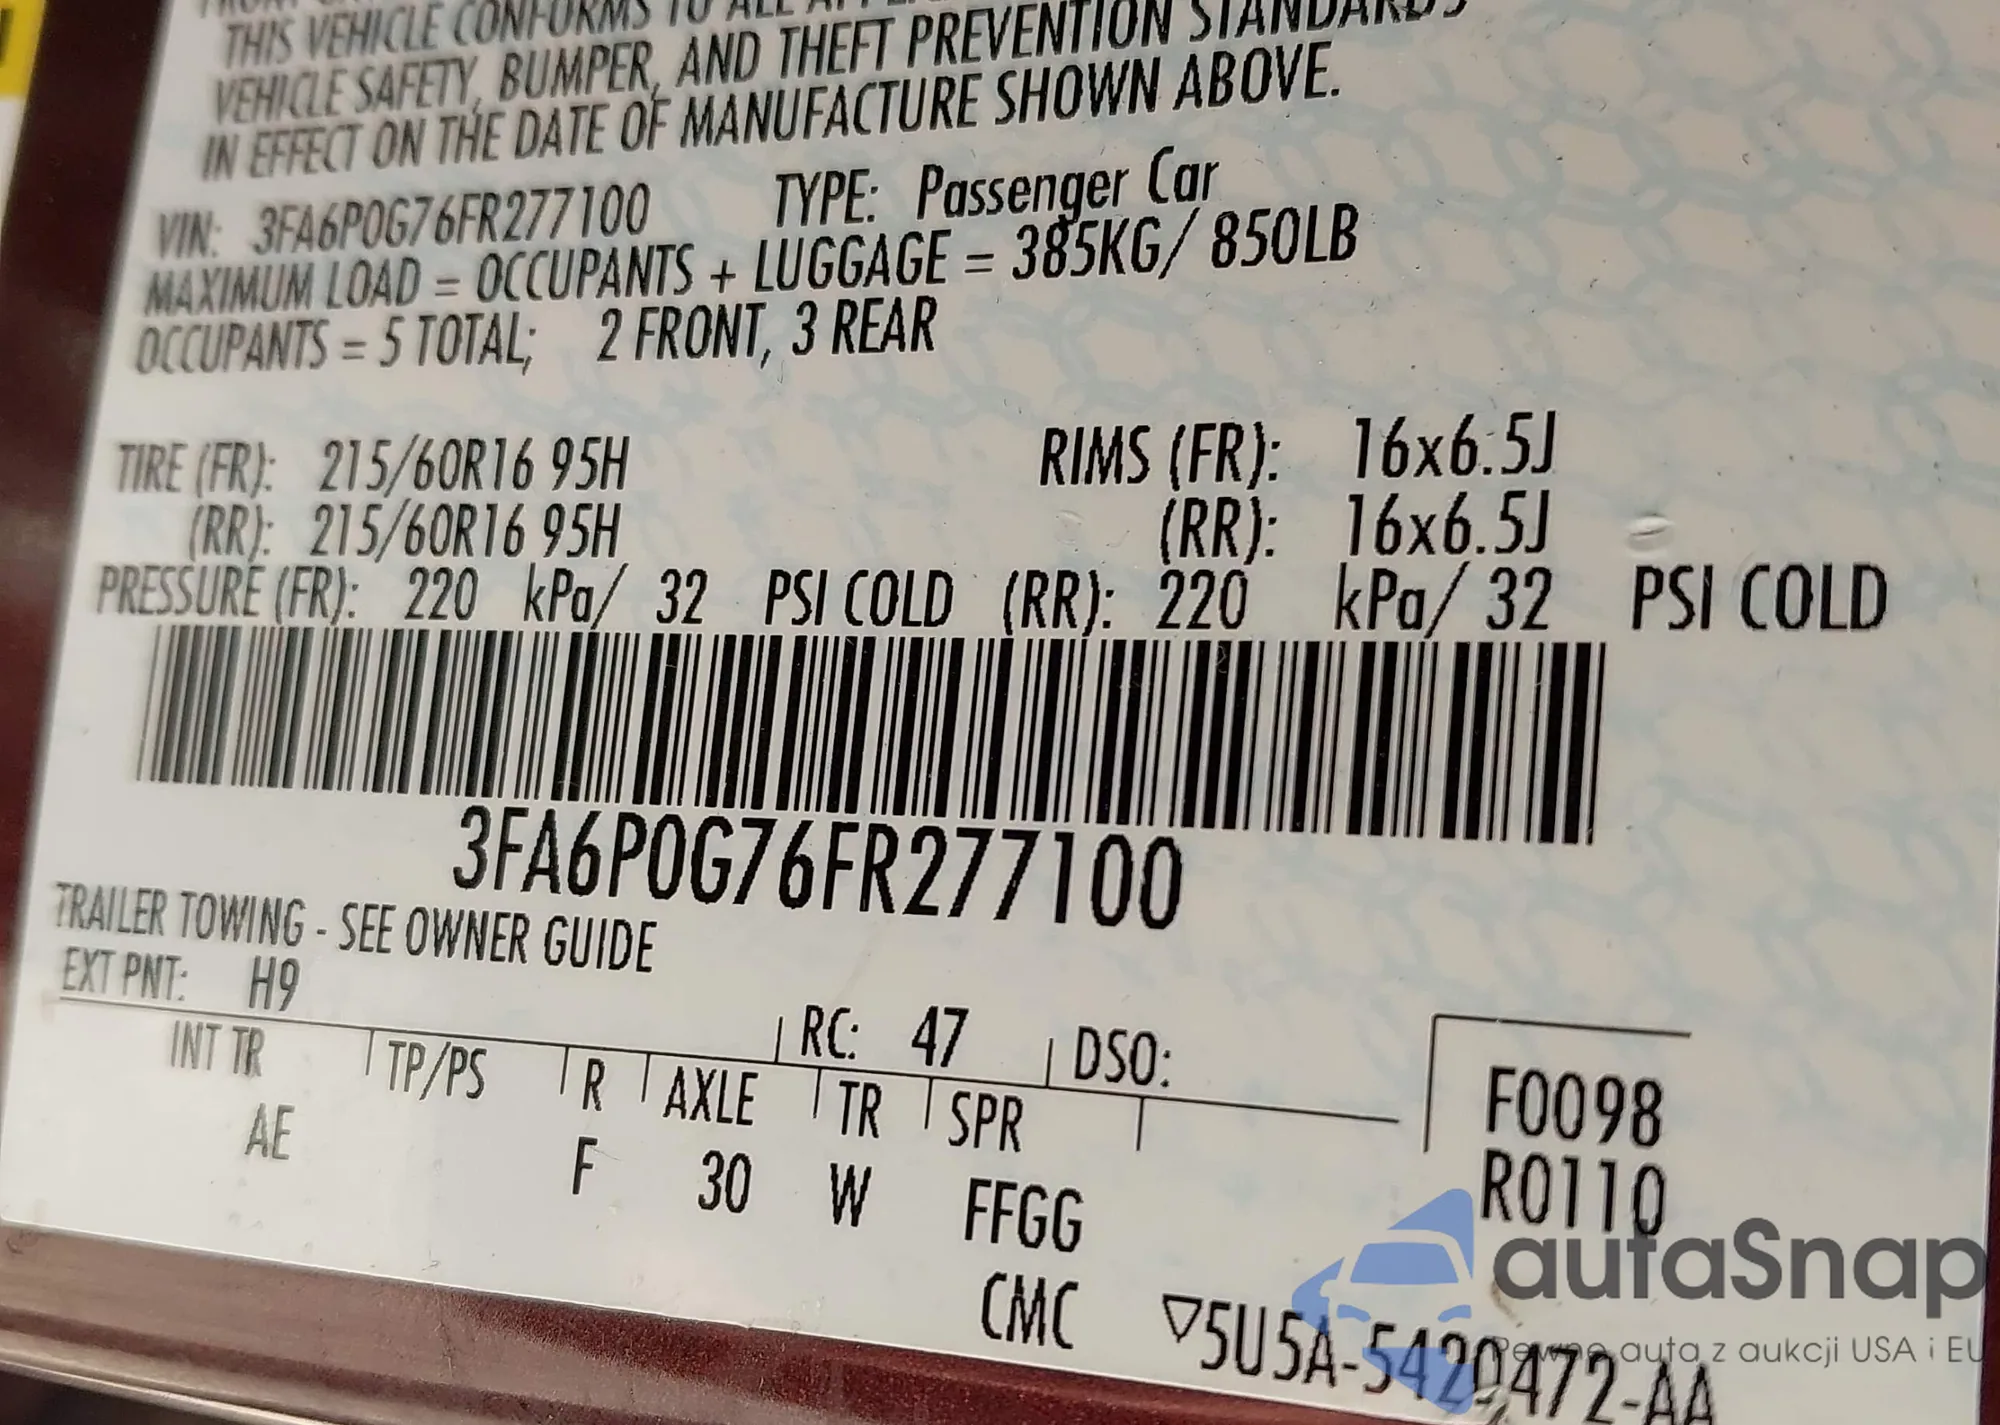 THIS VEHICLE CONFORMS TO ALL
VEHICLE SAFETY, BUMPER, AND THEFT PREVENTION STANDARDS
IN EFFECT ON THE DATE OF MANUFACTURE SHOWN ABOVE.
VIN: 3FA6P0G76FR277100 TYPE: Passenger Car
MAXIMUM LOAD = OCCUPANTS + LUGGAGE = 385KG/ 850LB
OCCUPANTS = 5 TOTAL; 2 FRONT, 3 REAR
TIRE (FR): 215/60R16 95H RIMS (FR): 16x6.5J
(RR): 215/60R16 95H (RR): 16x6.5J
PRESSURE (FR): 220 kPa/ 32 PSI COLD (RR): 220 kPa/ 32 PSI COLD
3FA6P0G76FR277100
TRAILER TOWING - SEE OWNER GUIDE
EXT PNT: H9 RC: 47 DSO:
INT TR TP/PS R AXLE TR SPR
AE F 30 W FFGG
F0098
R0110
CMC ▽5U5A-5420472-AA
autaSnap
Pewne auta z aukcji USA i EU